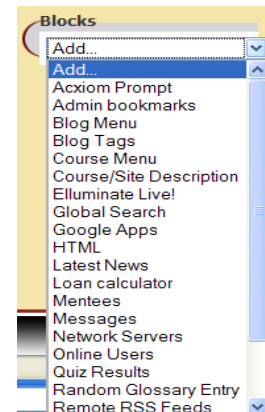 Blocks
Add...
Add...
Acxiom Prompt
Admin bookmarks
Blog Menu
Blog Tags
Course Menu
Course/Site Description
Elluminate Live!
Global Search
Google Apps
HTML
Latest News
Loan calculator
Mentees
Messages
Network Servers
Online Users
Quiz Results
Random Glossary Entry
Remote RSS Feeds